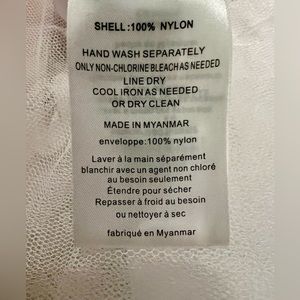 SHELL:100% NYLON
HAND WASH SEPARATELY
ONLY NON-CHLORINE BLEACH AS NEEDED
LINE DRY
COOL IRON AS NEEDED
OR DRY CLEAN
MADE IN MYANMAR
enveloppe:100% nylon
Laver à la main séparément
blanchir avec un agent non chloré
au besoin seulement
Étendre pour sécher
Repasser à froid au besoin
ou nettoyer à sec
fabriqué en Myanmar